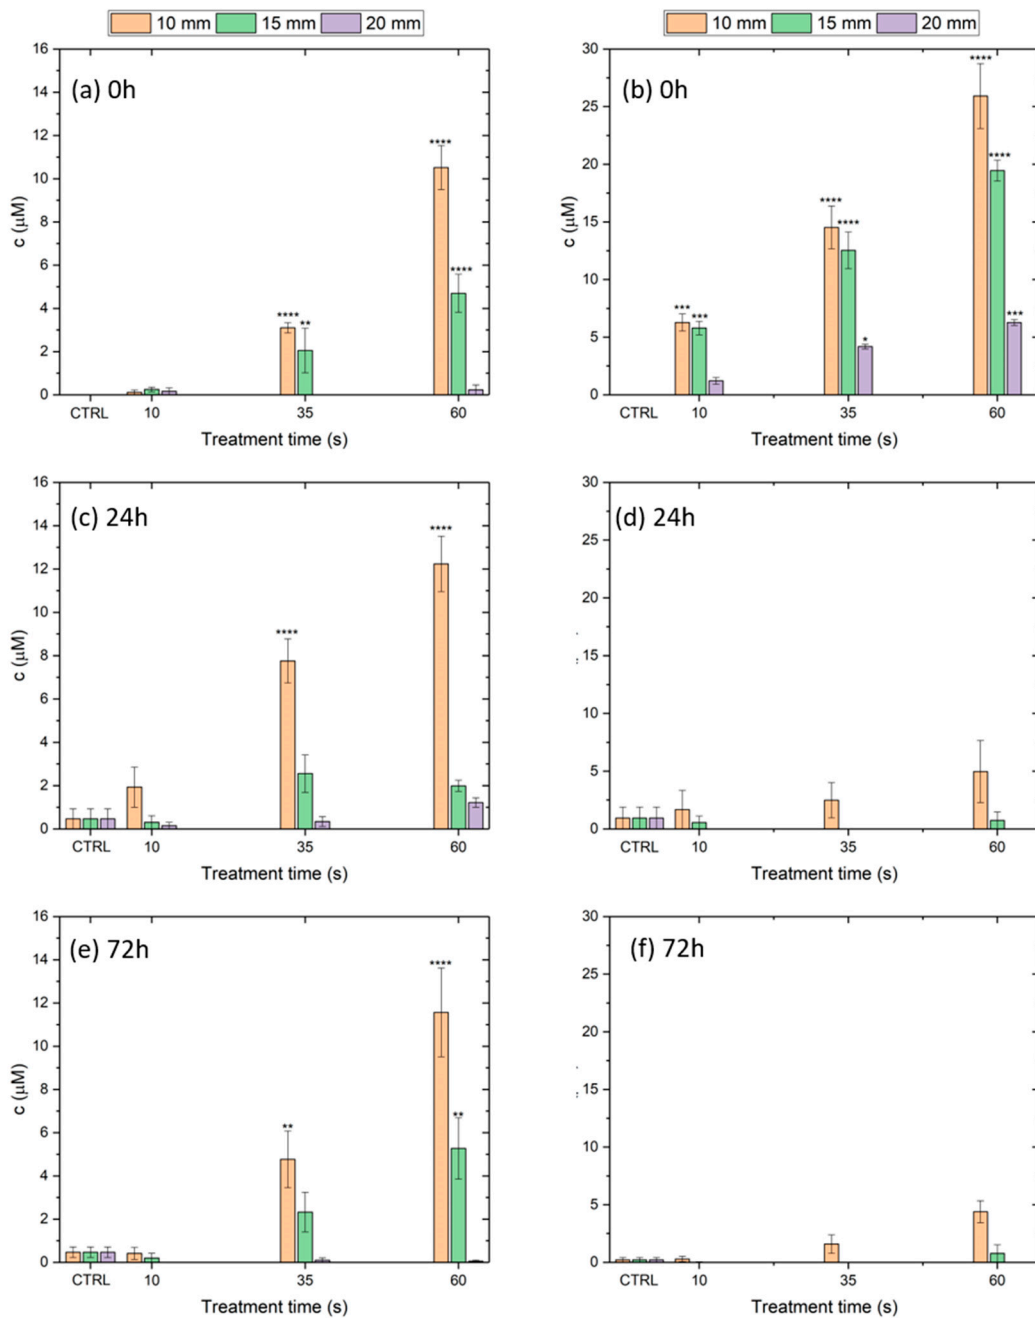 10 mm 15 mm 20 mm
10 mm 15 mm 20 mm
(a) 0h
16
14
12
10
8
6
4
2
0
c (μM)
**** **
****
****
CTRL 10 35 60
Treatment time (s)
(b) 0h
30
25
20
15
10
5
0
c (μM)
*** ***
**** **** *
**** **** ***
CTRL 10 35 60
Treatment time (s)
(c) 24h
16
14
12
10
8
6
4
2
0
c (μM)
****
****
CTRL 10 35 60
Treatment time (s)
(d) 24h
30
25
20
15
10
5
0
CTRL 10 35 60
Treatment time (s)
(e) 72h
16
14
12
10
8
6
4
2
0
c (μM)
**
**** **
CTRL 10 35 60
Treatment time (s)
(f) 72h
30
25
20
15
10
5
0
CTRL 10 35 60
Treatment time (s)